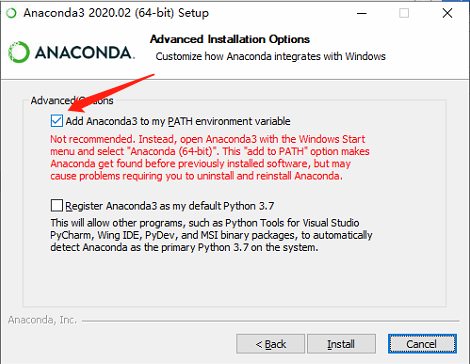 Anaconda3 2020.02 (64-bit) Setup
ANACONDA.
Advanced Installation Options
Customize how Anaconda integrates with Windows
Advanced Options
Add Anaconda3 to my PATH environment variable
Not recommended. Instead, open Anaconda3 with the Windows Start
menu and select "Anaconda (64-bit)". This "add to PATH" option makes
Anaconda get found before previously installed software, but may
cause problems requiring you to uninstall and reinstall Anaconda.
Register Anaconda3 as my default Python 3.7
This will allow other programs, such as Python Tools for Visual Studio
PyCharm, Wing IDE, PyDev, and MSI binary packages, to automatically
detect Anaconda as the primary Python 3.7 on the system.
Anaconda, Inc.
< Back
Install
Cancel